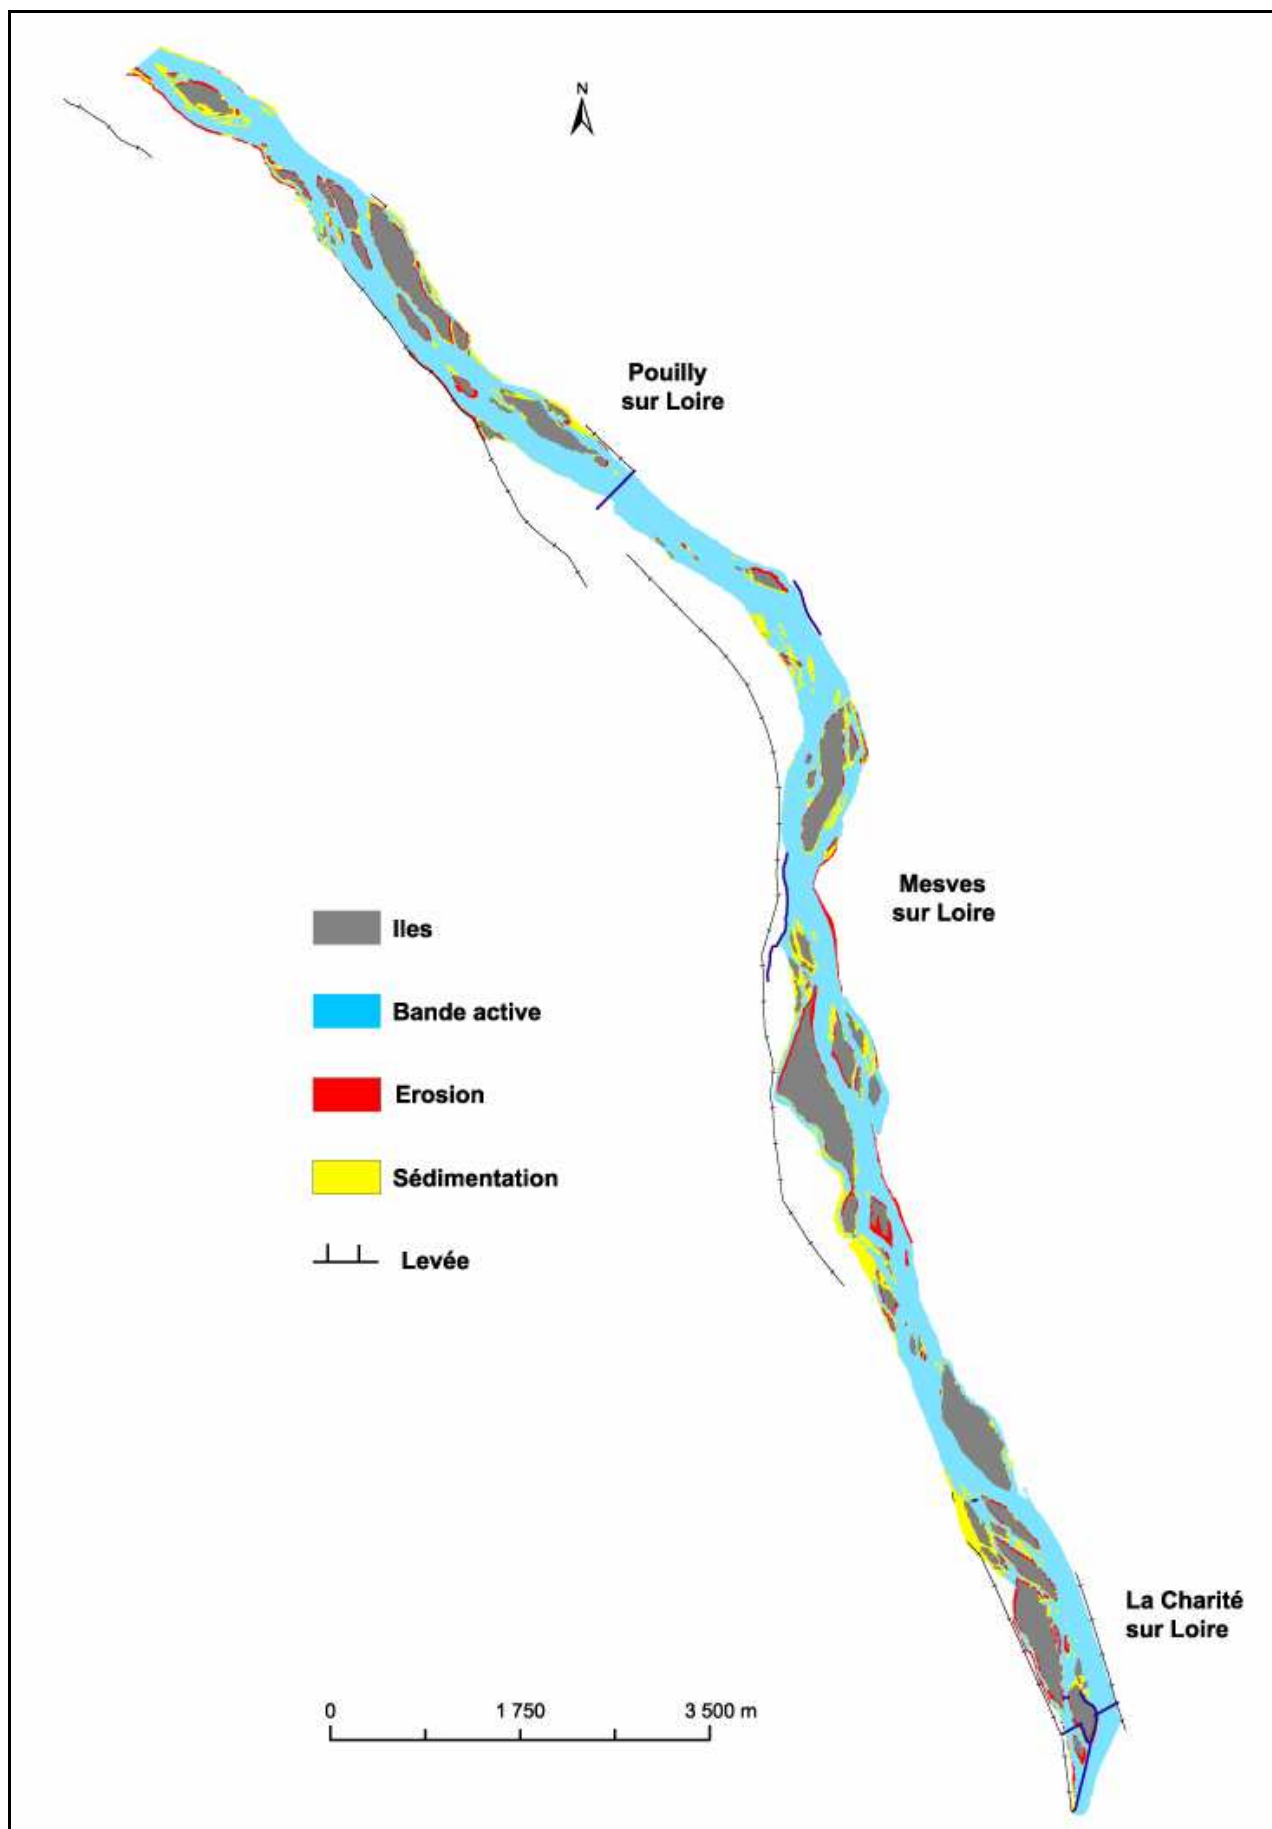 N
Pouilly
sur Loire
Mesves
sur Loire
Iles
Bande active
Erosion
Sédimentation
Levée
La Charité
sur Loire
0 1 750 3 500 m